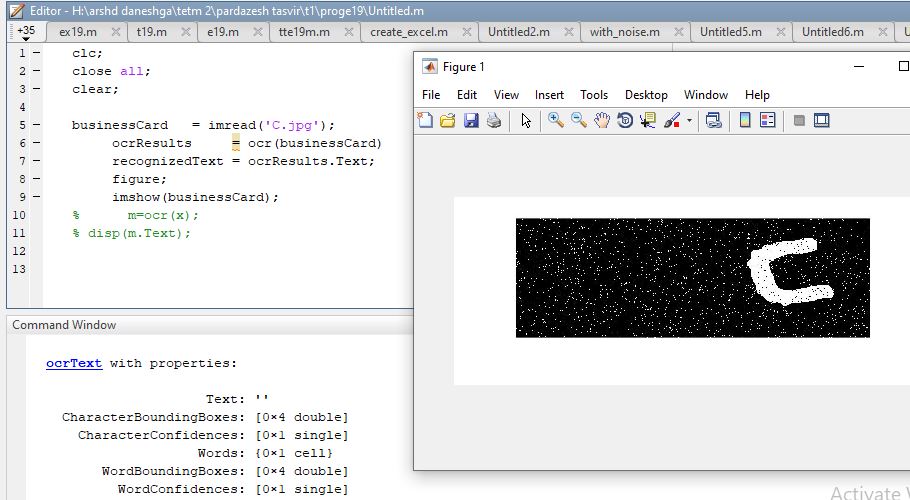 Editor - H:\arshd daneshga\tetm 2\pardazesh tasvir\t1\proge19\Untitled.m
+35 ex19.m t19.m e19.m tte19m.m create_excel.m Untitled2.m with_noise.m Untitled5.m Untitled6.m U
1 - clc;
2 - close all;
3 - clear;
4
5 - businessCard = imread('C.jpg');
6 - ocrResults = ocr(businessCard)
7 - recognizedText = ocrResults.Text;
8 - figure;
9 - imshow(businessCard);
10 % m=ocr(x);
11 % disp(m.Text);
12
13
Figure 1
File Edit View Insert Tools Desktop Window Help
C
Command Window
ocrText with properties:
Text: ''
CharacterBoundingBoxes: [0×4 double]
CharacterConfidences: [0×1 single]
Words: {0×1 cell}
WordBoundingBoxes: [0×4 double]
WordConfidences: [0×1 single]
Activate